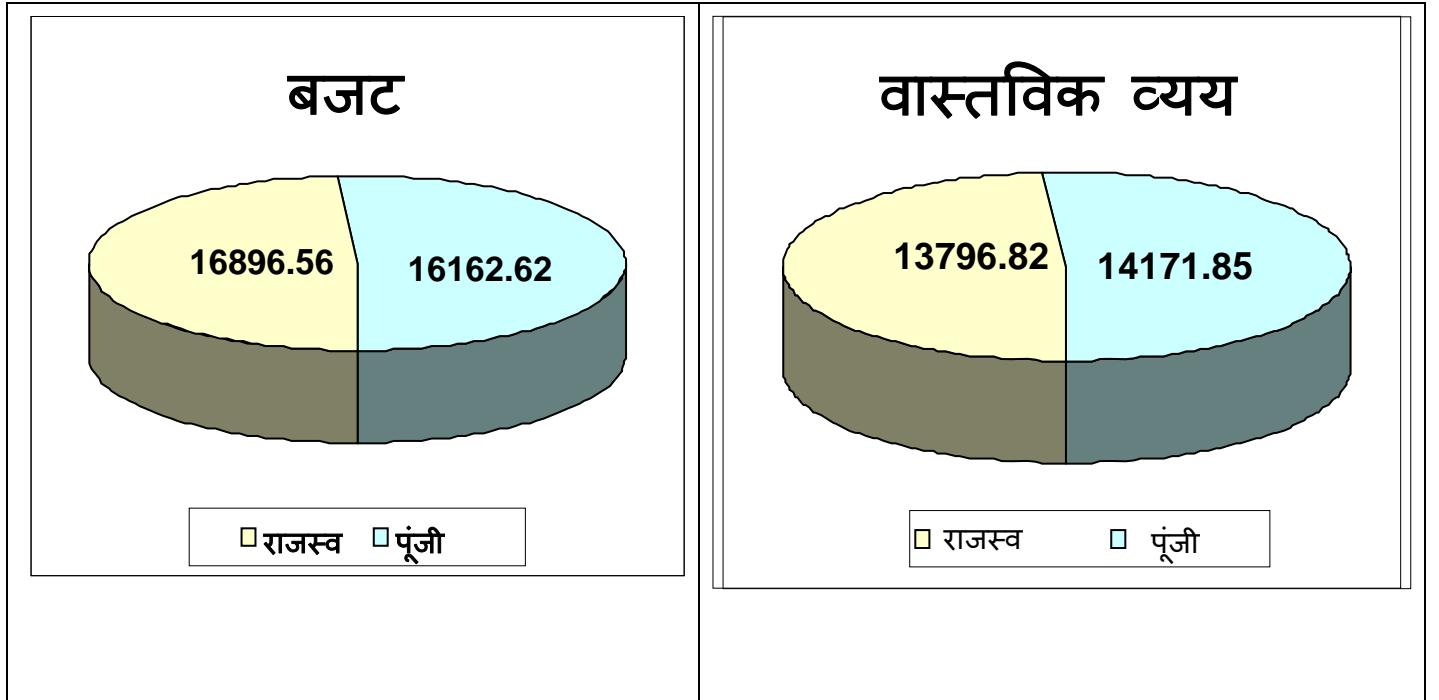 बजट
16896.56 16162.62
राजस्व पूंजी
वास्तविक व्यय
13796.82 14171.85
राजस्व पूंजी